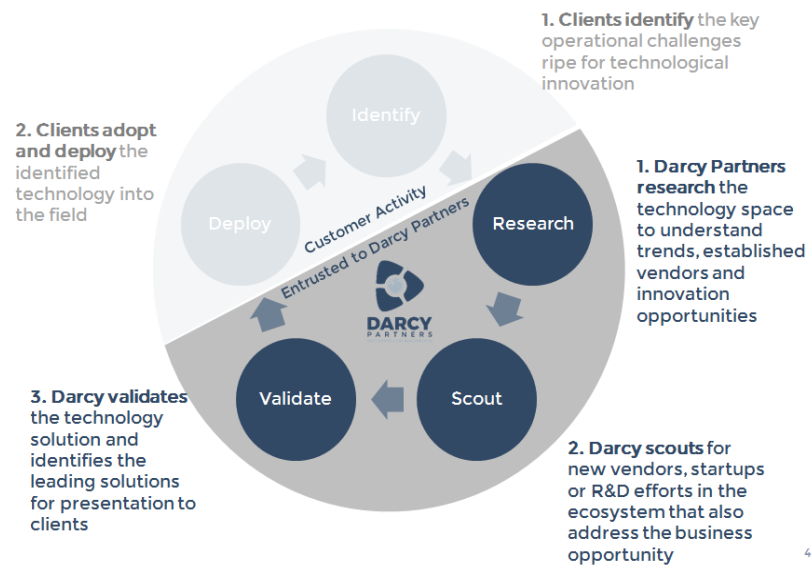 1. Clients identify the key
operational challenges
ripe for technological
innovation
Identify
2. Clients adopt
and deploy the
identified
technology into
the field
Deploy
Customer Activity
Entrusted to Darcy Partners
Research
1. Darcy Partners
research the
technology space
to understand
trends, established
vendors and
innovation
opportunities
DARCY
PARTNERS
Validate
Scout
3. Darcy validates
the technology
solution and
identifies the
leading solutions
for presentation to
clients
2. Darcy scouts for
new vendors, startups
or R&D efforts in the
ecosystem that also
address the business
opportunity
4